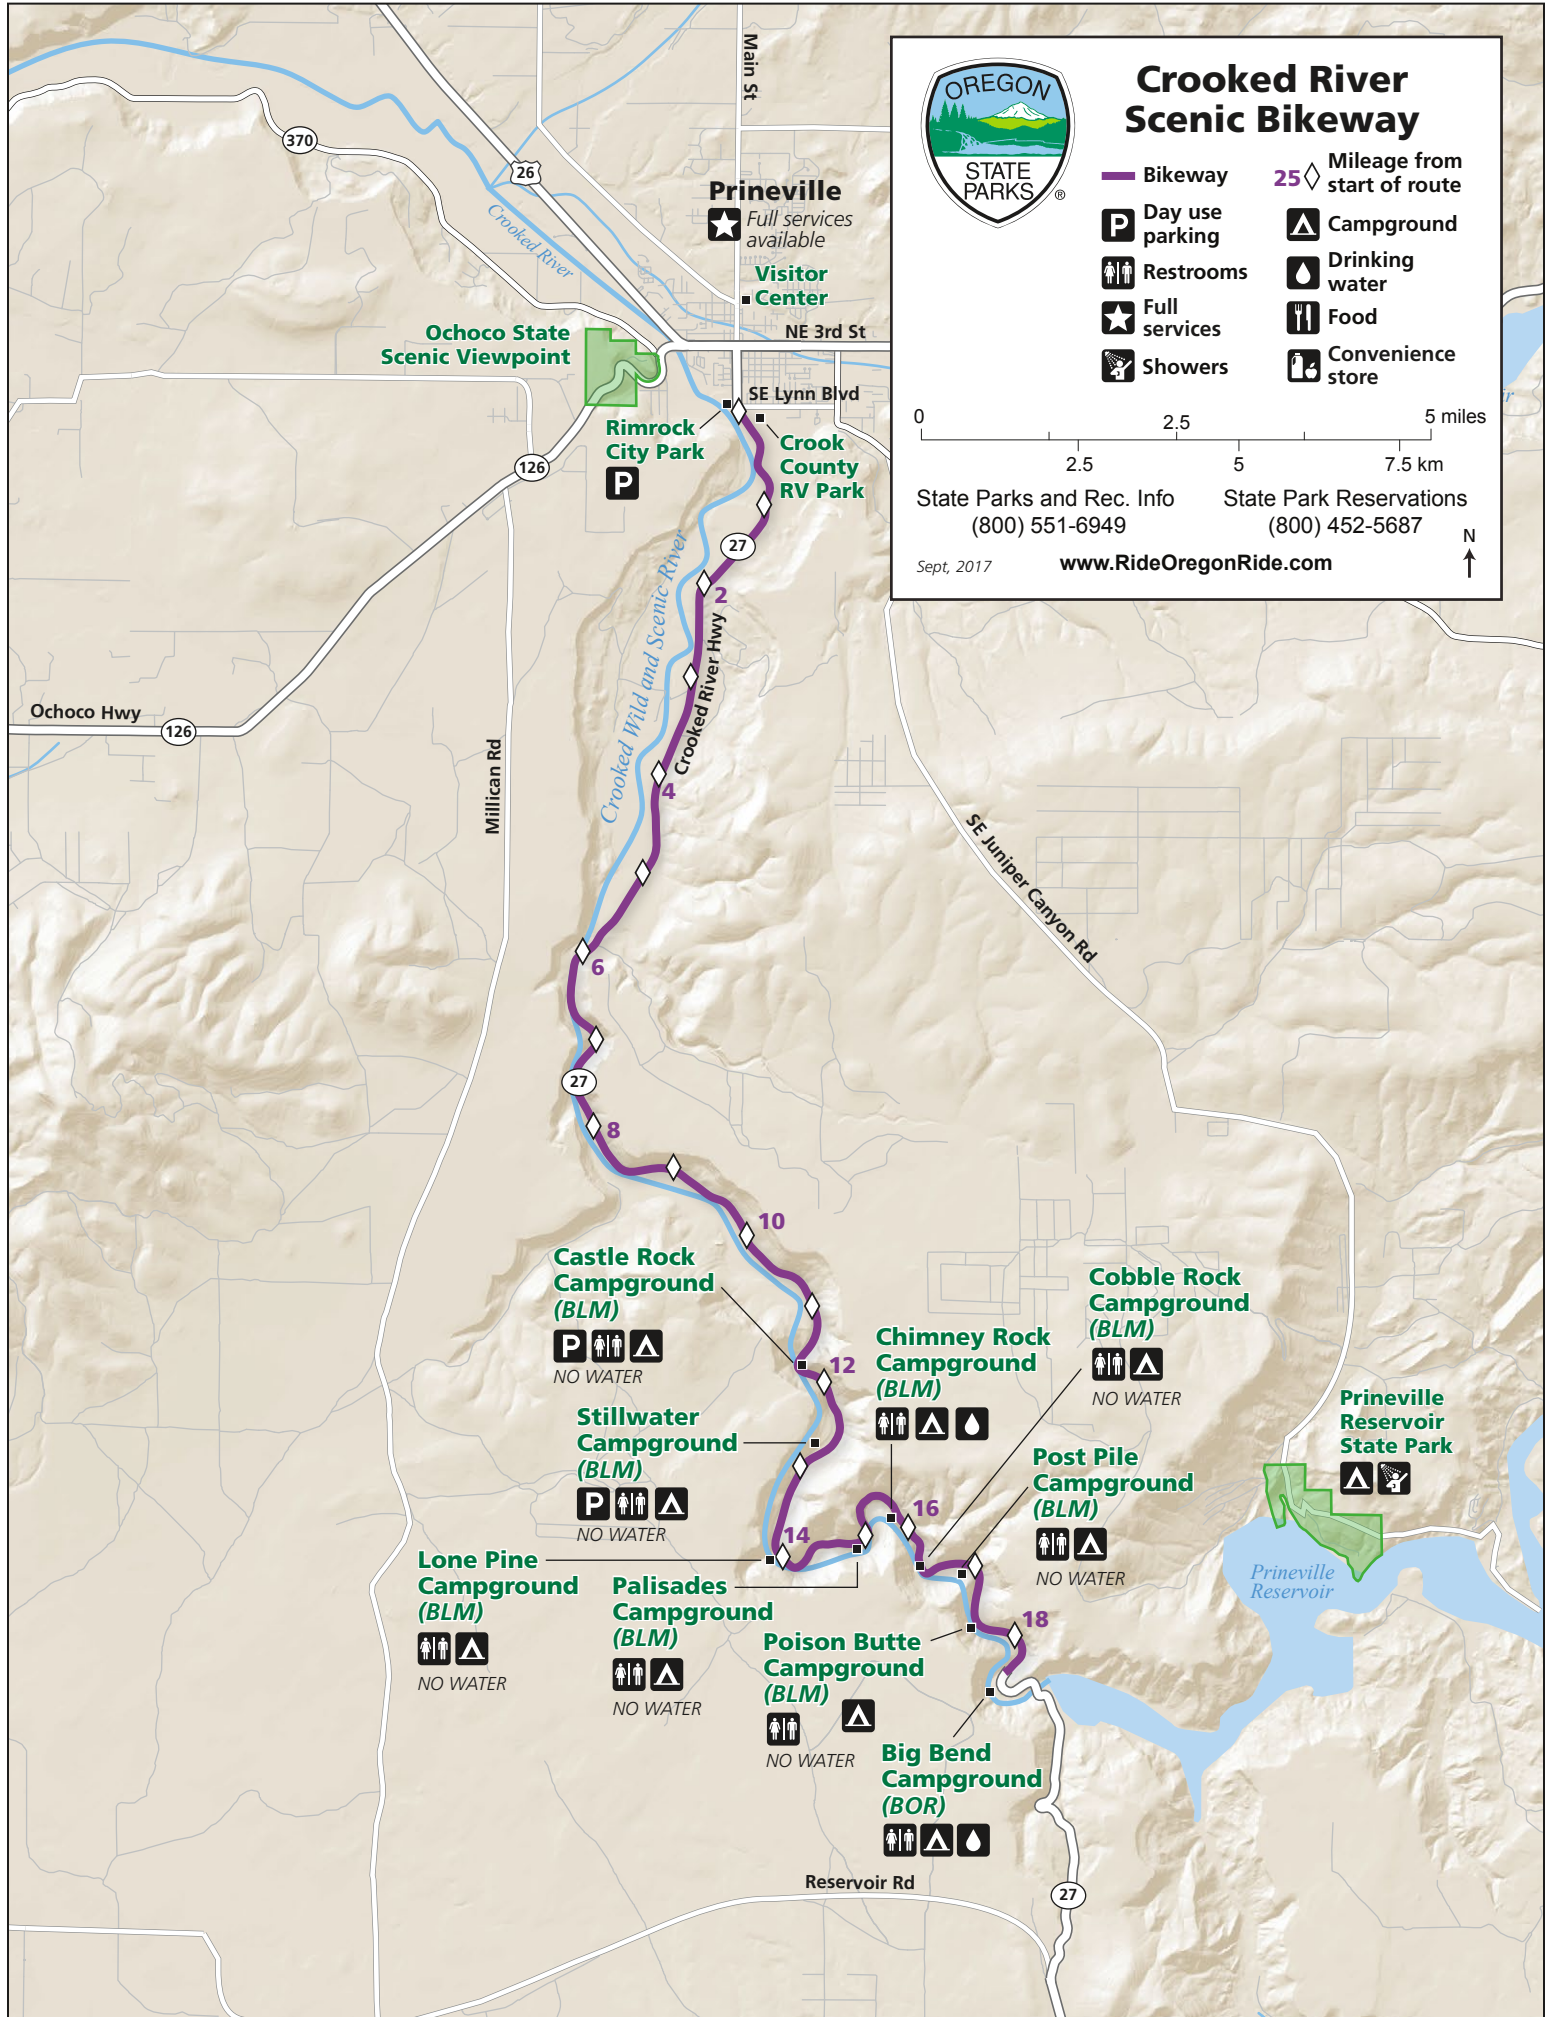 Crooked River
Scenic Bikeway
OREGON
STATE
PARKS
®
Bikeway
25
Mileage from
start of route
P
Day use
parking
Campground
Restrooms
Drinking
water
Full
services
Food
Showers
Convenience
store
0
2.5
5 miles
2.5
5
7.5 km
State Parks and Rec. Info
(800) 551-6949
State Park Reservations
(800) 452-5687
Sept, 2017
www.RideOregonRide.com
N
Main St
370
26
Crooked River
Prineville
Full services
available
Visitor
Center
NE 3rd St
Ochoco State
Scenic Viewpoint
SE Lynn Blvd
Rimrock
City Park
P
Crook
County
RV Park
126
27
2
Crooked Wild and Scenic River
Crooked River Hwy
Ochoco Hwy
126
Millican Rd
4
SE Juniper Canyon Rd
6
27
8
10
Castle Rock
Campground
(BLM)
P
NO WATER
12
Chimney Rock
Campground
(BLM)
Cobble Rock
Campground
(BLM)
NO WATER
Prineville
Reservoir
State Park
Stillwater
Campground
(BLM)
P
NO WATER
Post Pile
Campground
(BLM)
NO WATER
14
16
Lone Pine
Campground
(BLM)
NO WATER
Palisades
Campground
(BLM)
NO WATER
Prineville
Reservoir
18
Poison Butte
Campground
(BLM)
NO WATER
Big Bend
Campground
(BOR)
Reservoir Rd
27